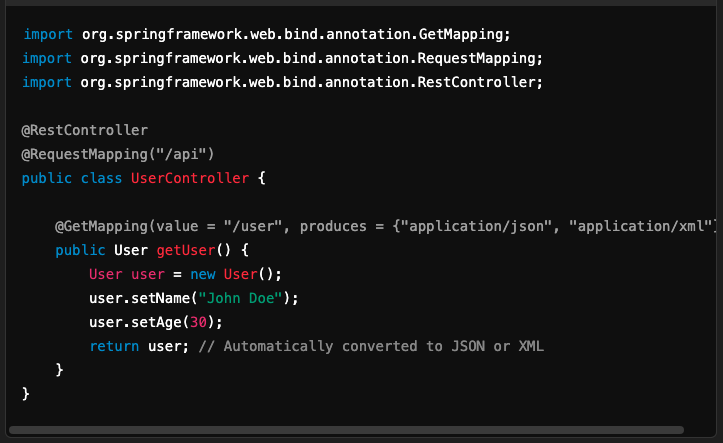 import org.springframework.web.bind.annotation.GetMapping;
import org.springframework.web.bind.annotation.RequestMapping;
import org.springframework.web.bind.annotation.RestController;

@RestController
@RequestMapping("/api")
public class UserController {

    @GetMapping(value = "/user", produces = {"application/json", "application/xml"}
    public User getUser() {
        User user = new User();
        user.setName("John Doe");
        user.setAge(30);
        return user; // Automatically converted to JSON or XML
    }
}